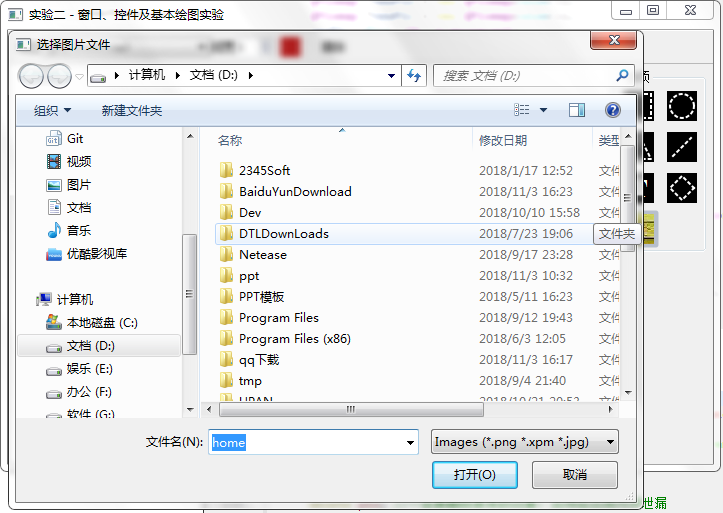 实验二 - 窗口、控件及基本绘图实验
选择图片文件
计算机 文档 (D:)
搜索 文档 (D:)
组织 新建文件夹
名称 修改日期 类型
Git
视频
图片
文档
音乐
优酷影视库
计算机
本地磁盘 (C:)
文档 (D:)
娱乐 (E:)
办公 (F:)
软件 (G:)
2345Soft 2018/1/17 12:52 文件
BaiduYunDownload 2018/11/3 16:23 文件
Dev 2018/10/10 15:58 文件
DTLDownLoads 2018/7/23 19:06 文件夹
Netease 2018/9/17 23:28 文件
ppt 2018/11/3 10:32 文件
PPT模板 2018/5/11 16:23 文件
Program Files 2018/9/12 19:43 文件
Program Files (x86) 2018/6/3 12:05 文件
qq下载 2018/11/3 16:17 文件
tmp 2018/9/4 21:40 文件
文件名(N): home
Images (*.png *.xpm *.jpg)
打开(O) 取消
泄漏